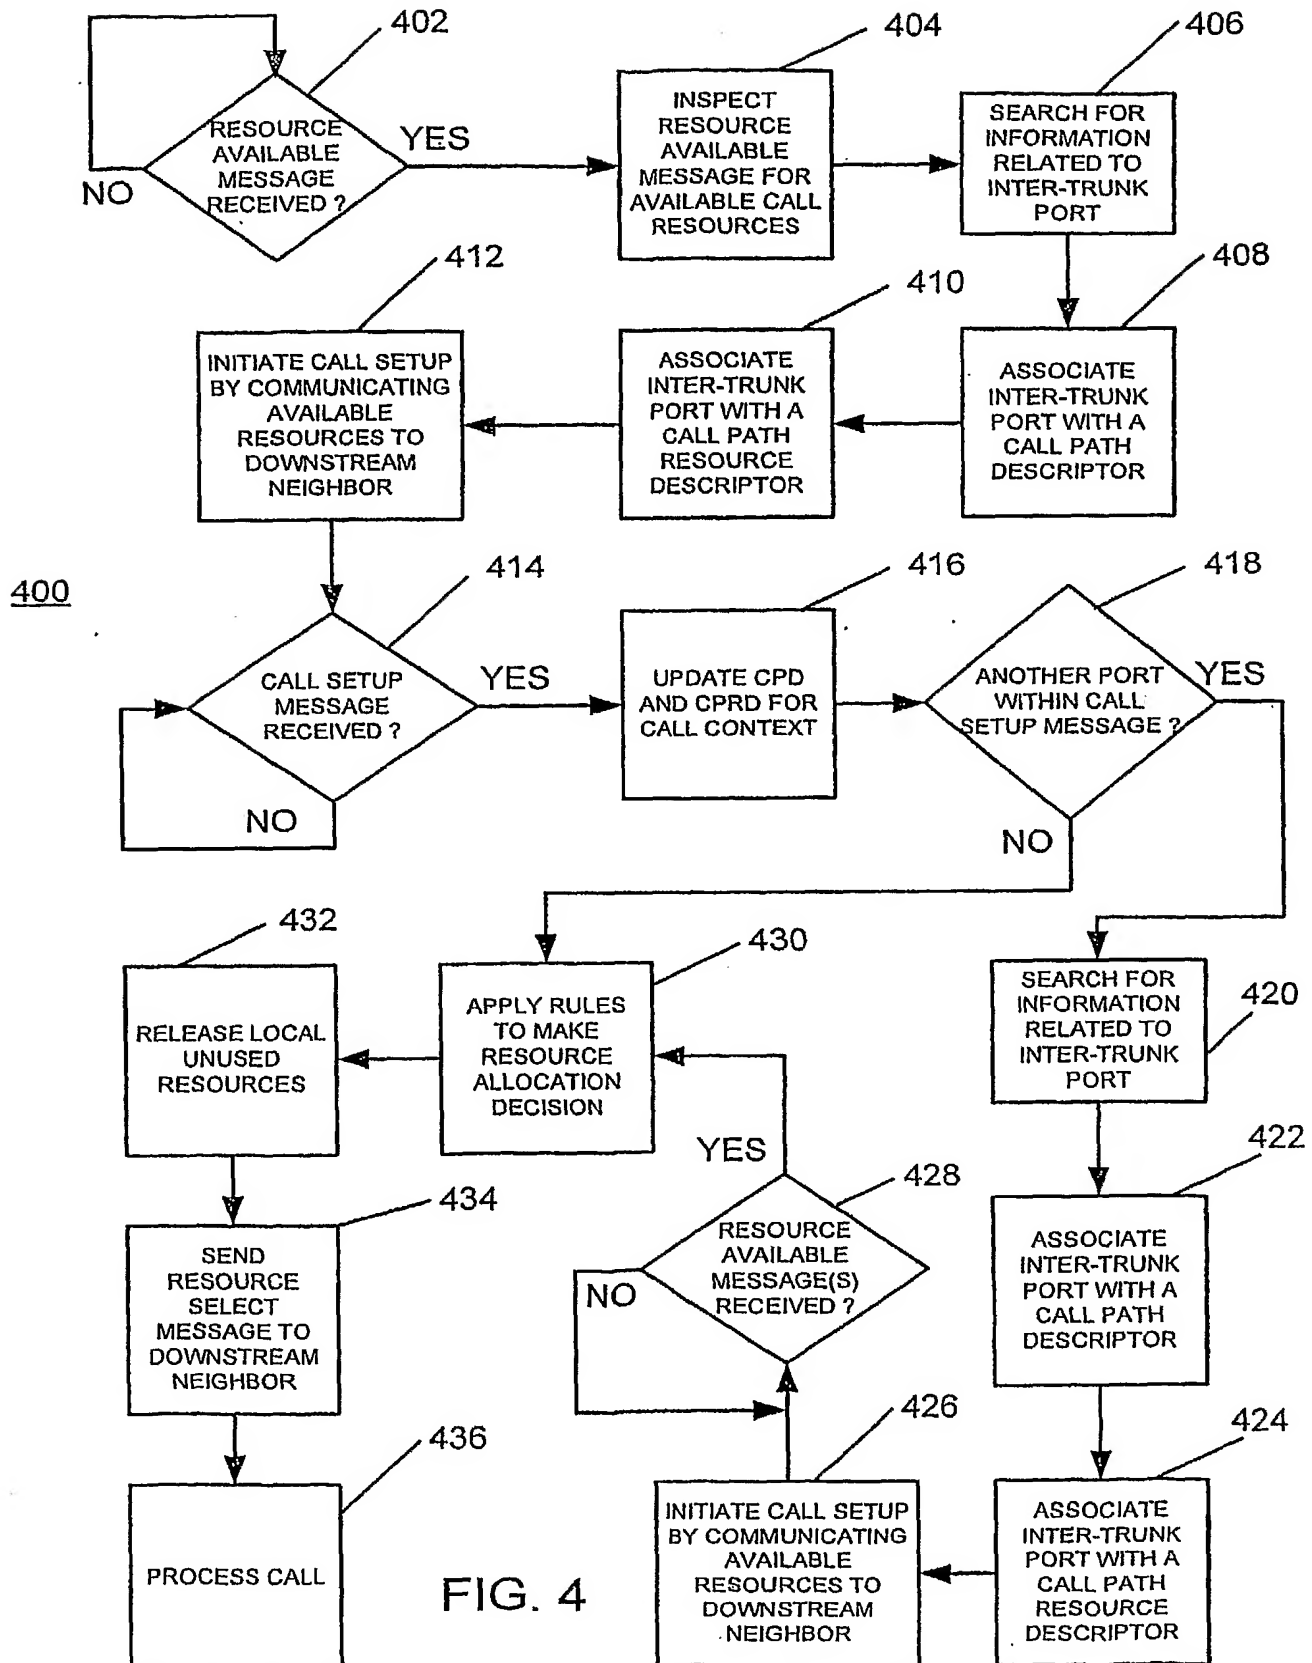 402
RESOURCE
AVAILABLE
MESSAGE
RECEIVED ?
YES
NO
404
INSPECT
RESOURCE
AVAILABLE
MESSAGE FOR
AVAILABLE CALL
RESOURCES
406
SEARCH FOR
INFORMATION
RELATED TO
INTER-TRUNK
PORT
412
INITIATE CALL SETUP
BY COMMUNICATING
AVAILABLE
RESOURCES TO
DOWNSTREAM
NEIGHBOR
410
ASSOCIATE
INTER-TRUNK
PORT WITH A
CALL PATH
RESOURCE
DESCRIPTOR
408
ASSOCIATE
INTER-TRUNK
PORT WITH A
CALL PATH
DESCRIPTOR
400
414
CALL SETUP
MESSAGE
RECEIVED ?
YES
NO
416
UPDATE CPD
AND CPRD FOR
CALL CONTEXT
418
ANOTHER PORT
WITHIN CALL
SETUP MESSAGE ?
YES
NO
432
RELEASE LOCAL
UNUSED
RESOURCES
430
APPLY RULES
TO MAKE
RESOURCE
ALLOCATION
DECISION
420
SEARCH FOR
INFORMATION
RELATED TO
INTER-TRUNK
PORT
YES
428
RESOURCE
AVAILABLE
MESSAGE(S)
RECEIVED ?
NO
422
ASSOCIATE
INTER-TRUNK
PORT WITH A
CALL PATH
DESCRIPTOR
434
SEND
RESOURCE
SELECT
MESSAGE TO
DOWNSTREAM
NEIGHBOR
436
PROCESS CALL
426
INITIATE CALL SETUP
BY COMMUNICATING
AVAILABLE
RESOURCES TO
DOWNSTREAM
NEIGHBOR
424
ASSOCIATE
INTER-TRUNK
PORT WITH A
CALL PATH
RESOURCE
DESCRIPTOR
FIG. 4